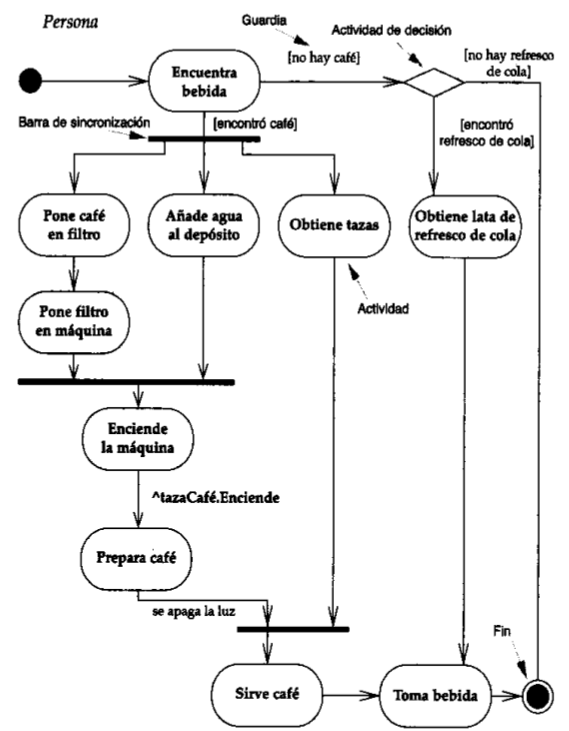 Persona
Guardia
Actividad de decisión
[no hay café]
[no hay refresco
de cola]
Encuentra
bebida
Barra de sincronización
[encontró café]
[encontró
refresco de cola]
Pone café
en filtro
Añade agua
al depósito
Obtiene tazas
Obtiene lata de
refresco de cola
Actividad
Pone filtro
en máquina
Enciende
la máquina
^tazaCafé.Enciende
Prepara café
se apaga la luz
Fin
Sirve café
Toma bebida